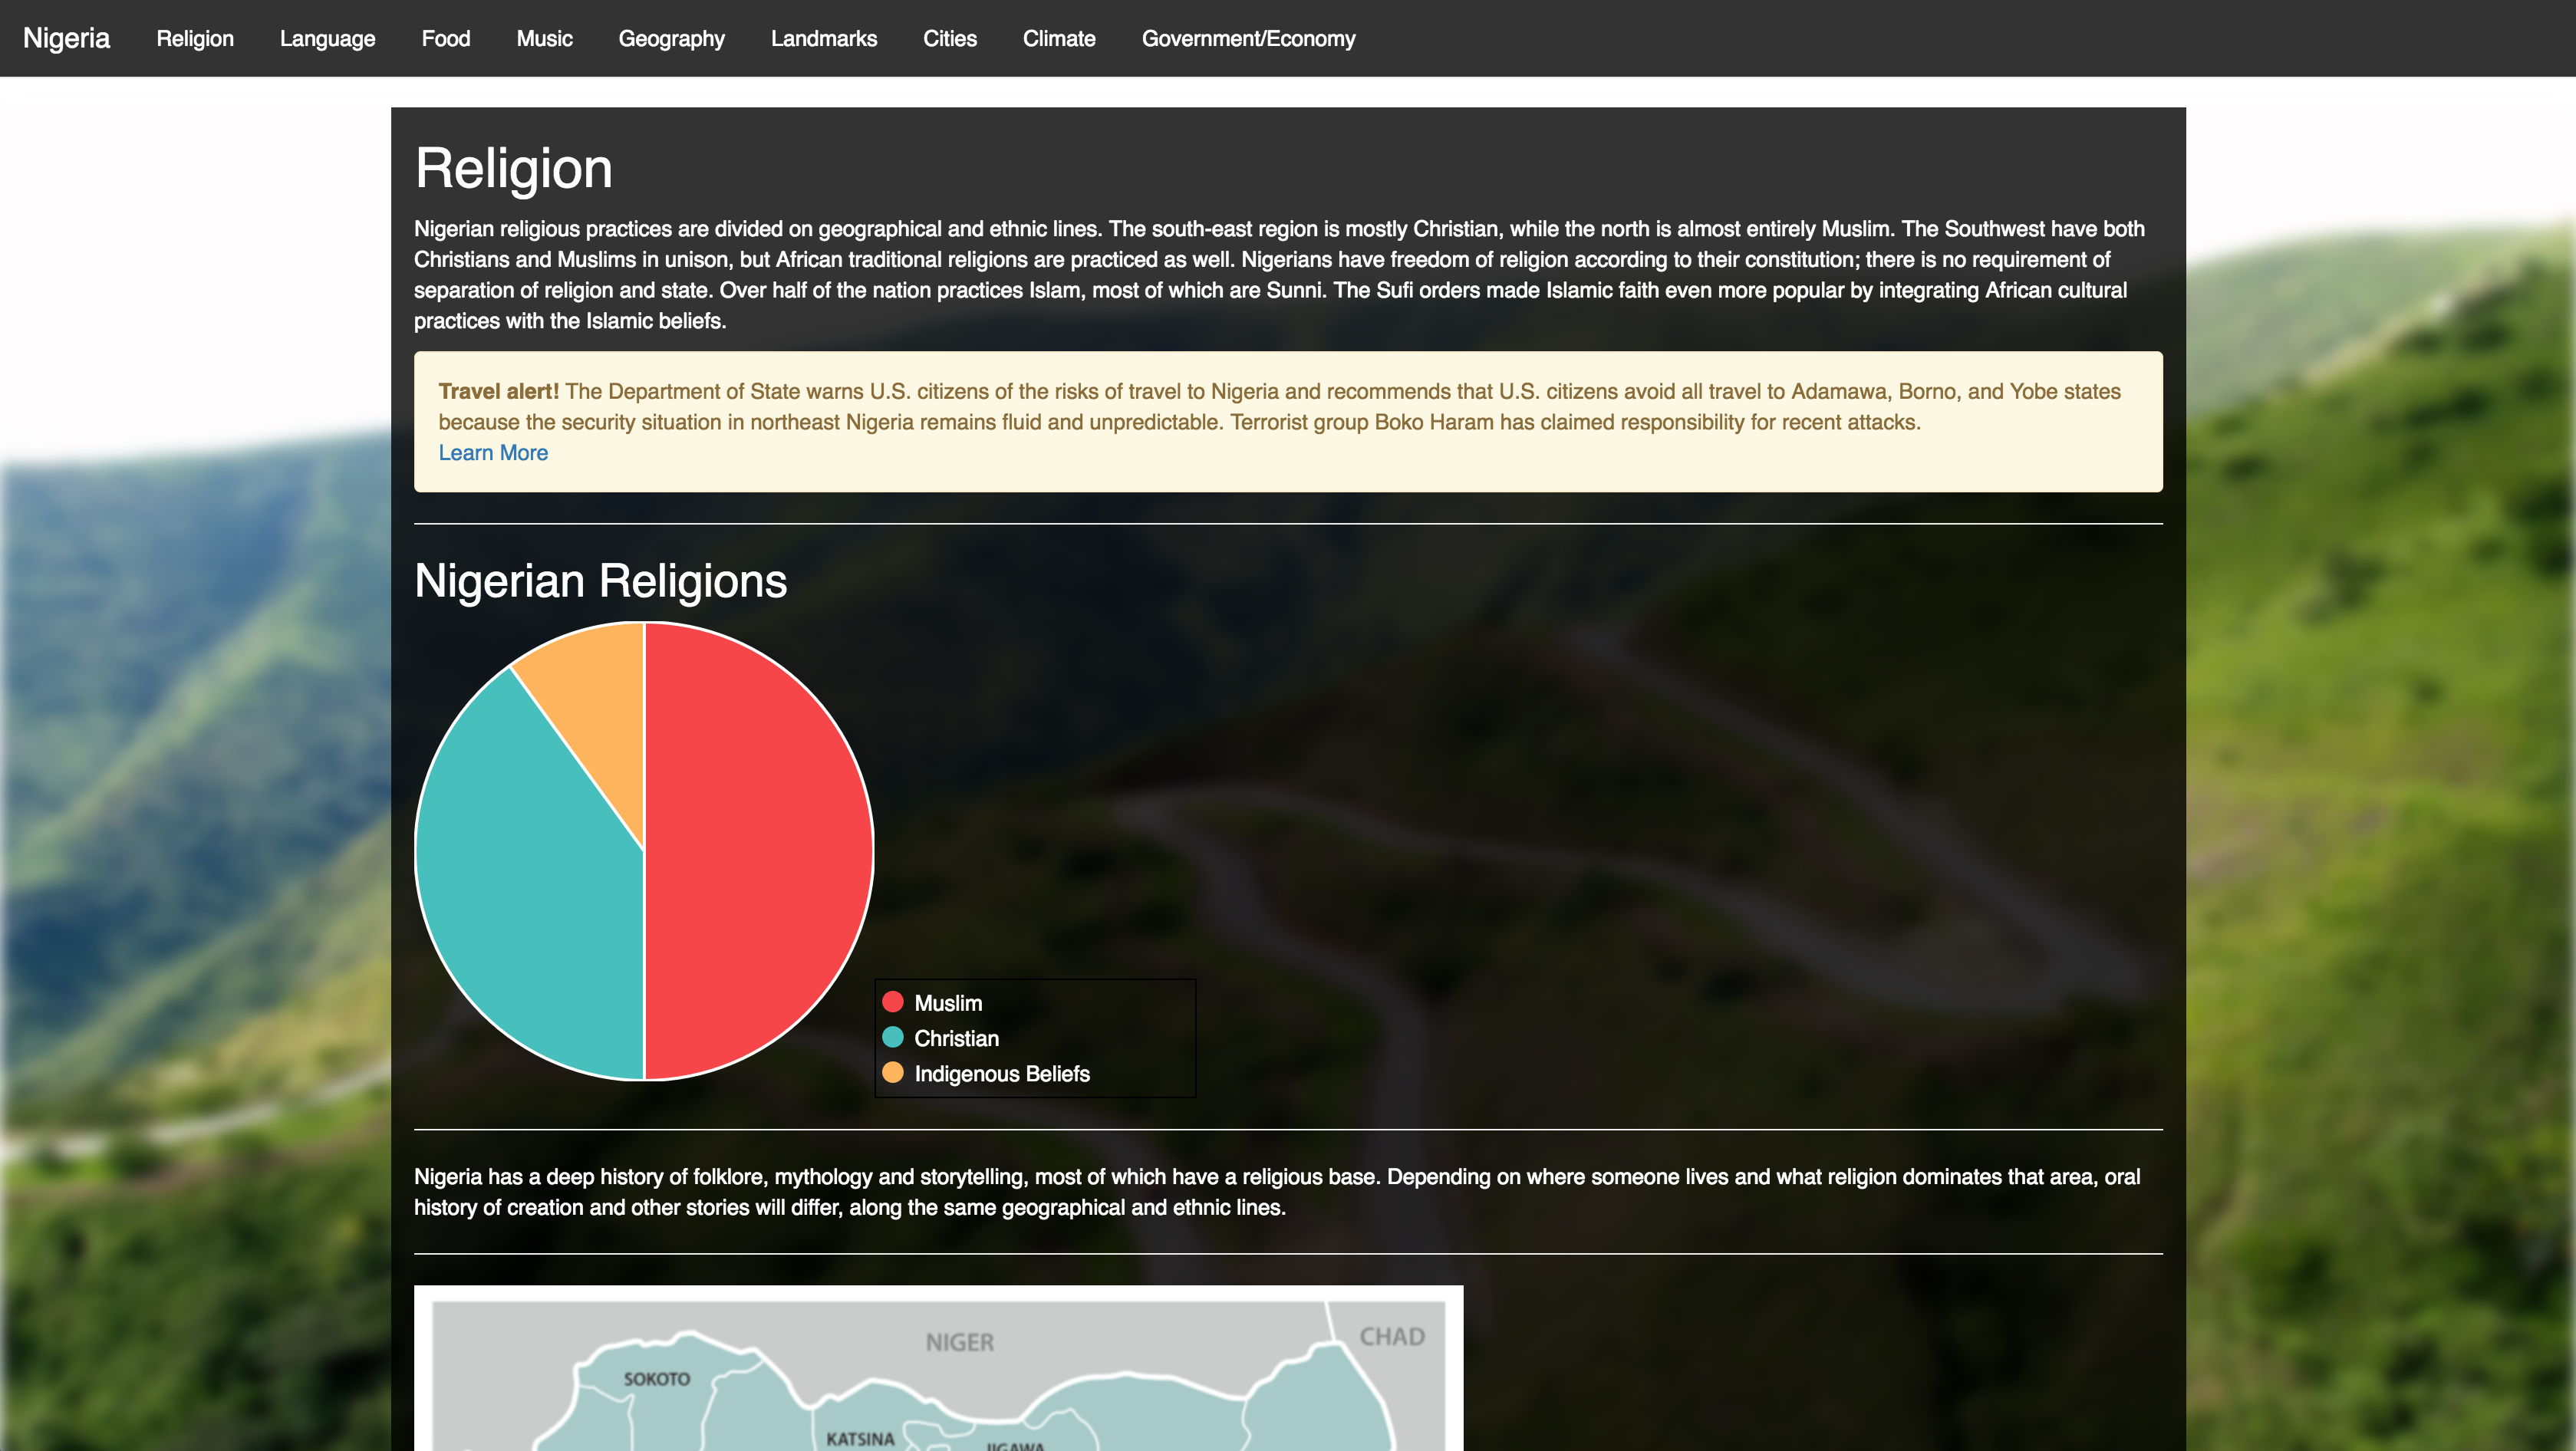 Nigeria Religion Language Food Music Geography Landmarks Cities Climate Government/Economy
Religion
Nigerian religious practices are divided on geographical and ethnic lines. The south-east region is mostly Christian, while the north is almost entirely Muslim. The Southwest have both
Christians and Muslims in unison, but African traditional religions are practiced as well. Nigerians have freedom of religion according to their constitution; there is no requirement of
separation of religion and state. Over half of the nation practices Islam, most of which are Sunni. The Sufi orders made Islamic faith even more popular by integrating African cultural
practices with the Islamic beliefs.
Travel alert! The Department of State warns U.S. citizens of the risks of travel to Nigeria and recommends that U.S. citizens avoid all travel to Adamawa, Borno, and Yobe states
because the security situation in northeast Nigeria remains fluid and unpredictable. Terrorist group Boko Haram has claimed responsibility for recent attacks.
Learn More
Nigerian Religions
Muslim
Christian
Indigenous Beliefs
Nigeria has a deep history of folklore, mythology and storytelling, most of which have a religious base. Depending on where someone lives and what religion dominates that area, oral
history of creation and other stories will differ, along the same geographical and ethnic lines.
NIGER
CHAD
SOKOTO
KATSINA
JIGAWA